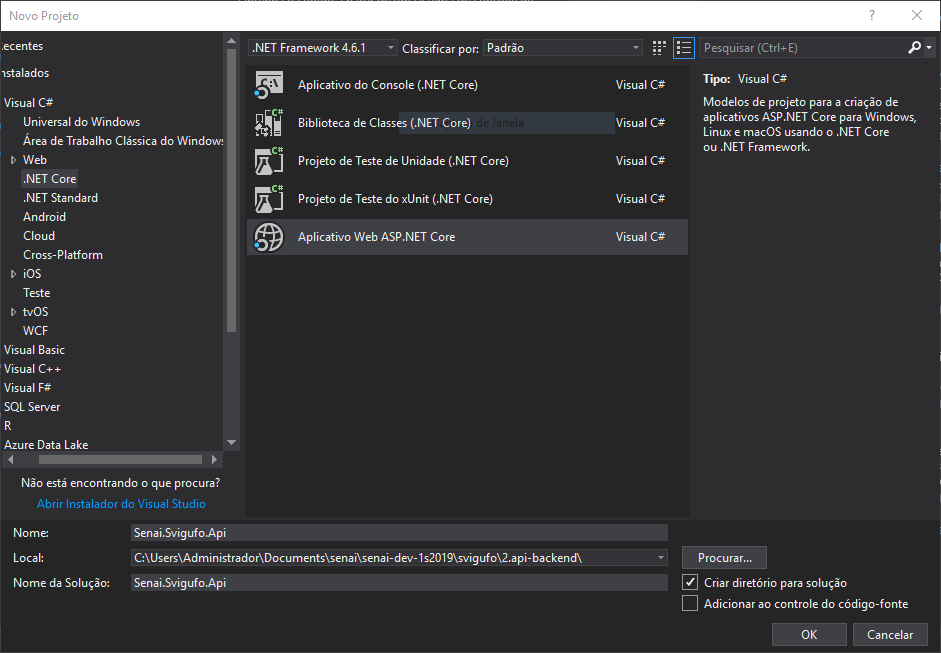 Novo Projeto
ecentes
nstalados
Visual C#
Universal do Windows
Área de Trabalho Clássica do Windows
Web
.NET Core
.NET Standard
Android
Cloud
Cross-Platform
iOS
Teste
tvOS
WCF
Visual Basic
Visual C++
Visual F#
SQL Server
R
Azure Data Lake
Não está encontrando o que procura?
Abrir Instalador do Visual Studio
.NET Framework 4.6.1 Classificar por: Padrão
Aplicativo do Console (.NET Core) Visual C#
Biblioteca de Classes (.NET Core) de Janela Visual C#
Projeto de Teste de Unidade (.NET Core) Visual C#
Projeto de Teste do xUnit (.NET Core) Visual C#
Aplicativo Web ASP.NET Core Visual C#
Pesquisar (Ctrl+E)
Tipo: Visual C#
Modelos de projeto para a criação de
aplicativos ASP.NET Core para Windows,
Linux e macOS usando o .NET Core
ou .NET Framework.
Nome: Senai.Svigufo.Api
Local: C:\Users\Administrador\Documents\senai\senai-dev-1s2019\svigufo\2.api-backend\ Procurar...
Nome da Solução: Senai.Svigufo.Api
Criar diretório para solução
Adicionar ao controle do código-fonte
OK Cancelar